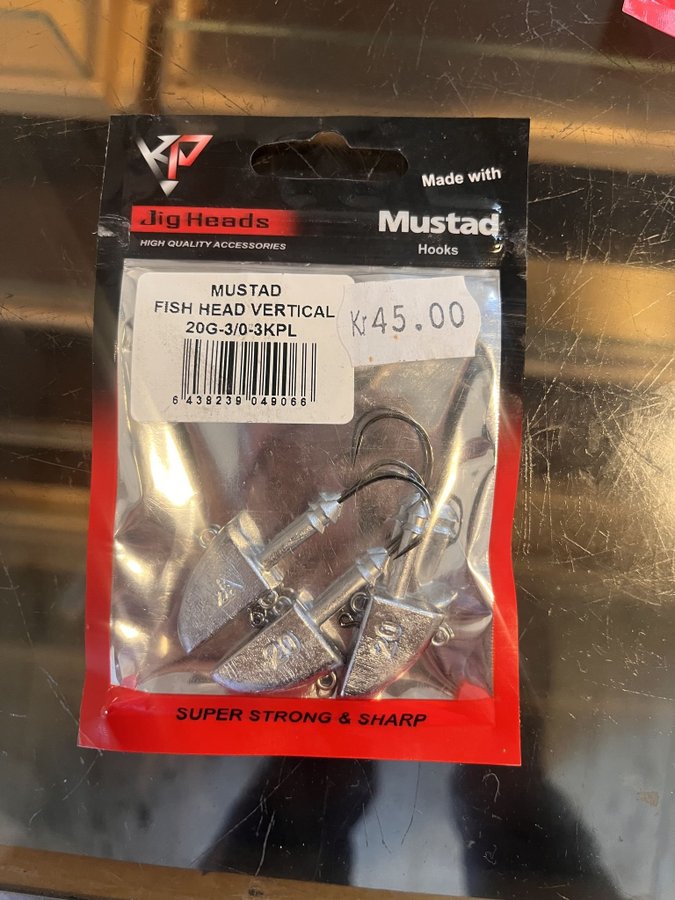 KP
Made with
Jig Heads
Mustad
HIGH QUALITY ACCESSORIES
Hooks
MUSTAD
FISH HEAD VERTICAL
20G-3/0-3KPL
Kr45.00
6 438239 049066
20
20
20
SUPER STRONG & SHARP